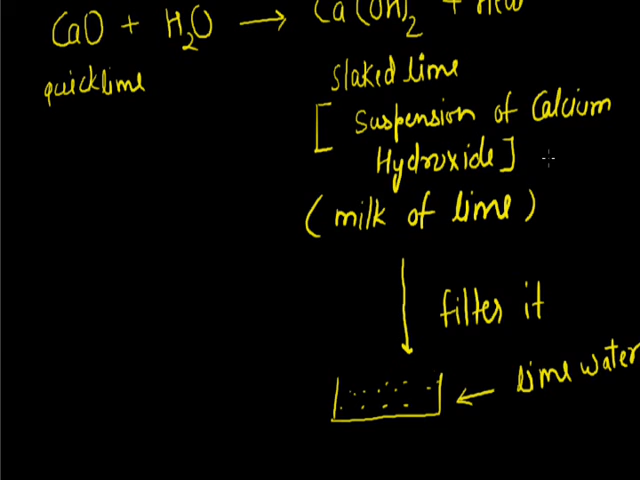 CaO + H₂O → Ca(OH)₂ + Heat
quicklime
Slaked lime
[ Suspension of Calcium
Hydroxide ]
( milk of lime )
filter it
← lime water